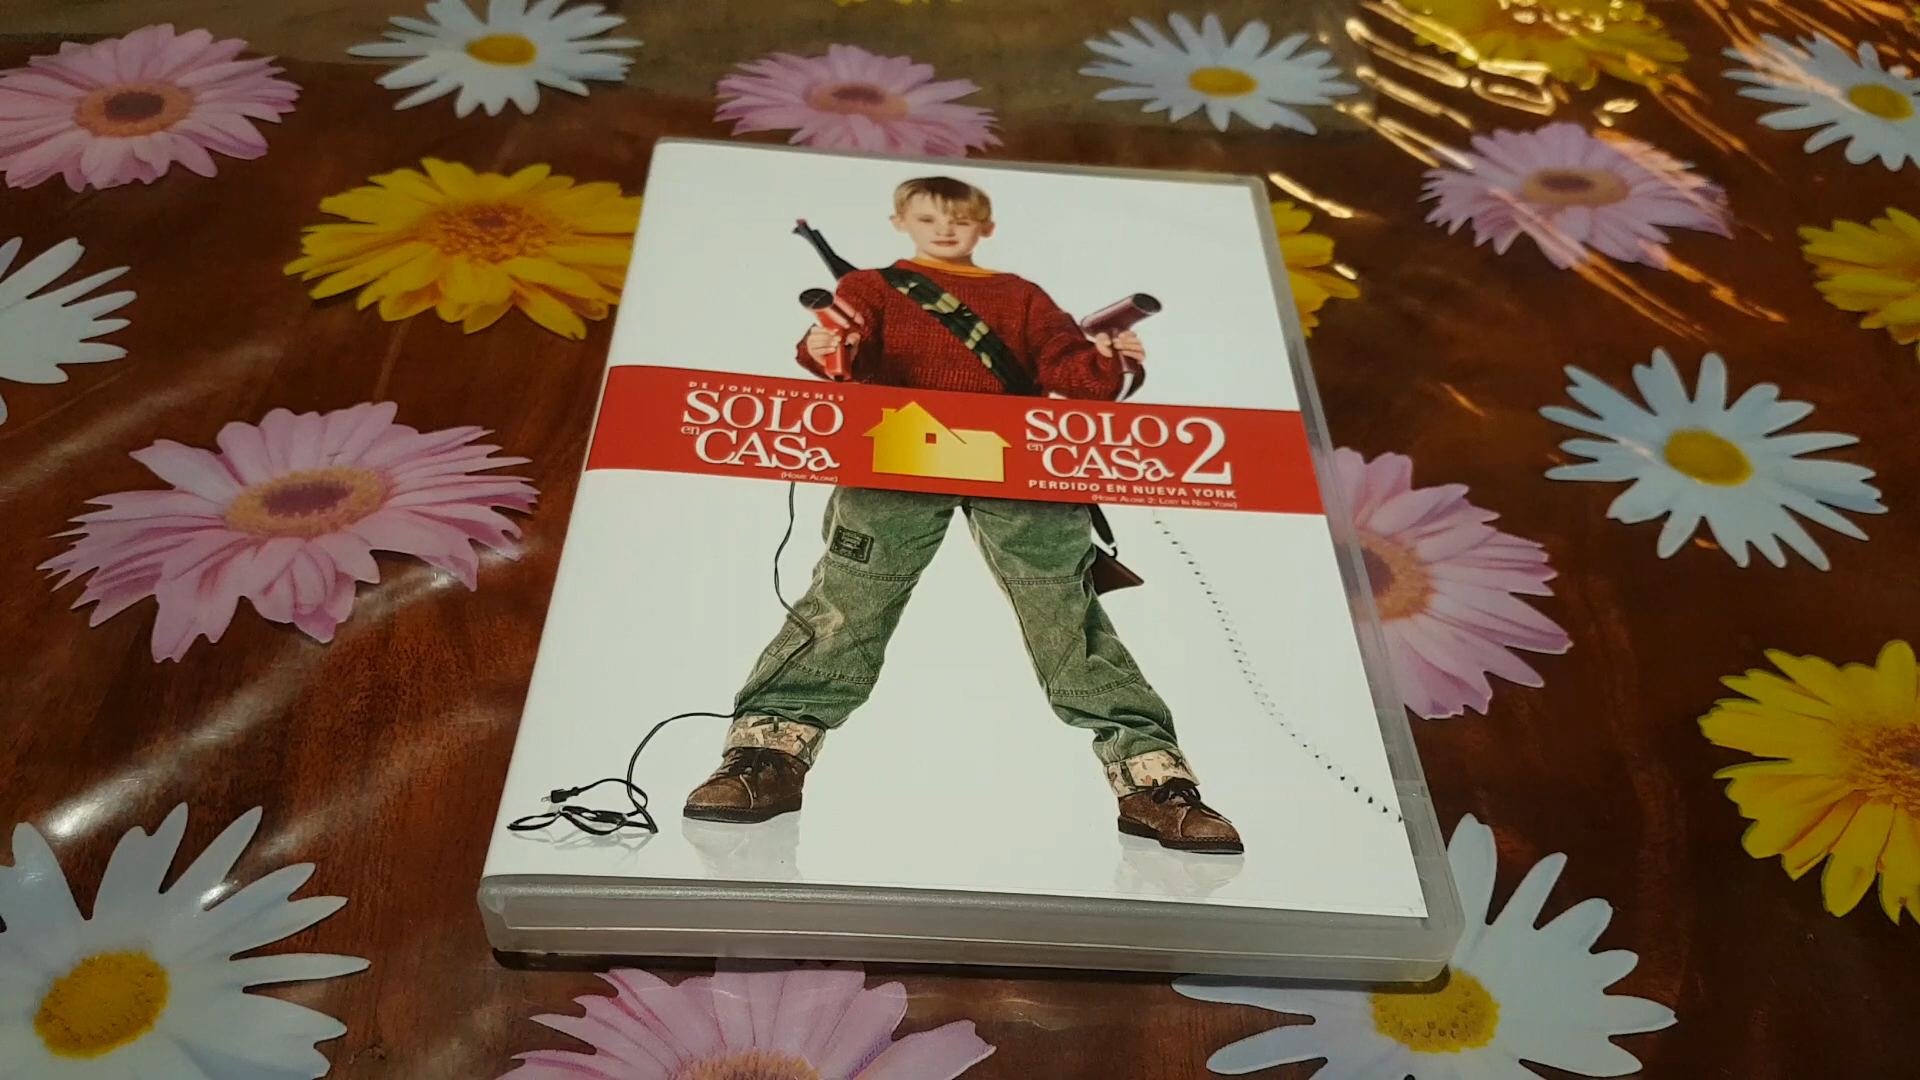 DE JOHN HUGHES
SOLO
en
CASa
(HOME ALONE)
SOLO 2
en
CASa
PERDIDO EN NUEVA YORK
(HOME ALONE 2: LOST IN NEW YORK)